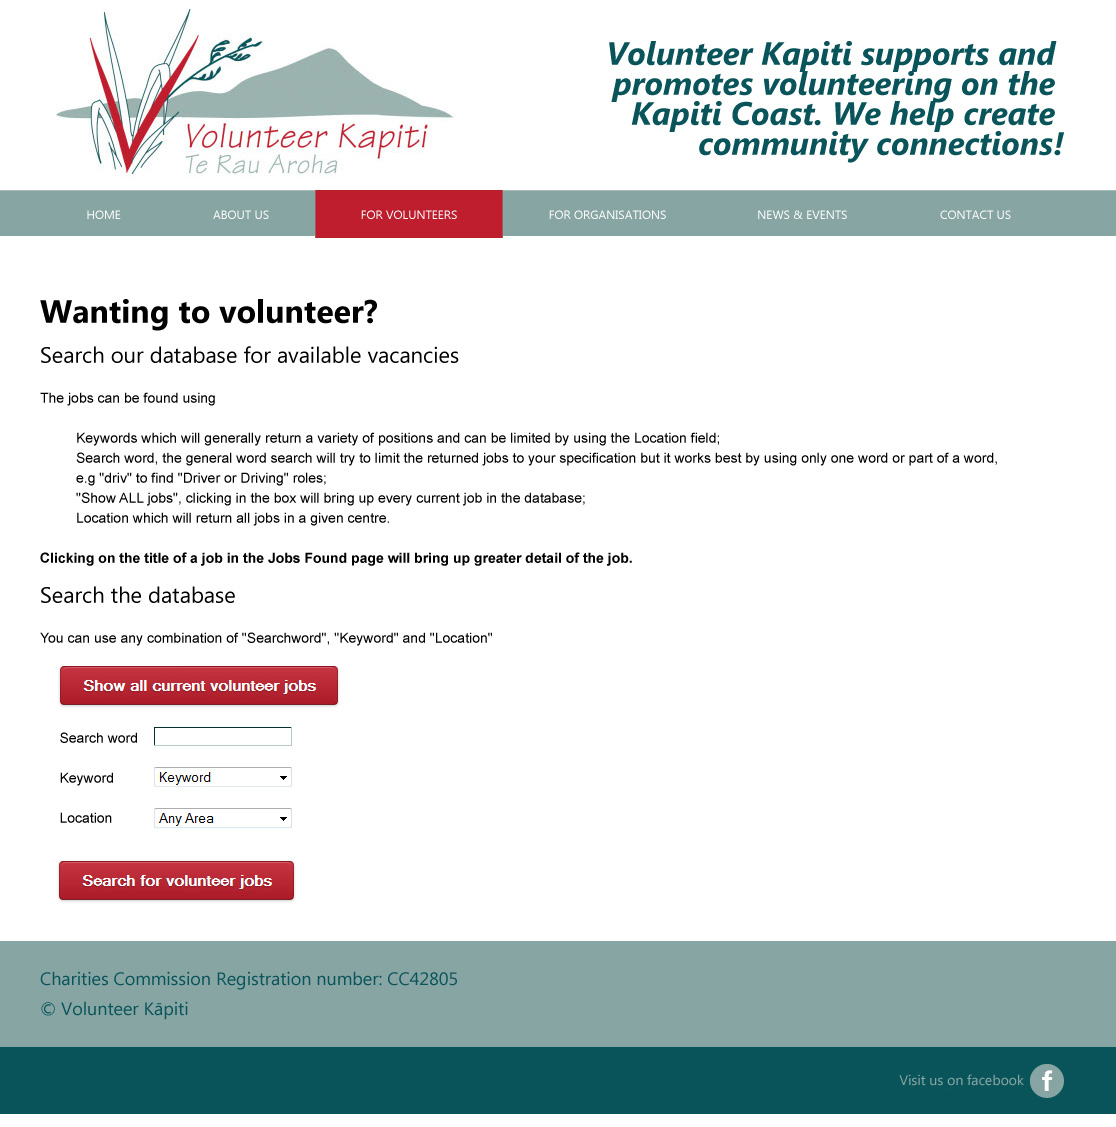 Volunteer Kapiti
Te Rau Aroha
Volunteer Kapiti supports and
promotes volunteering on the
Kapiti Coast. We help create
community connections!
HOME ABOUT US FOR VOLUNTEERS FOR ORGANISATIONS NEWS & EVENTS CONTACT US
Wanting to volunteer?
Search our database for available vacancies
The jobs can be found using
Keywords which will generally return a variety of positions and can be limited by using the Location field;
Search word, the general word search will try to limit the returned jobs to your specification but it works best by using only one word or part of a word,
e.g "driv" to find "Driver or Driving" roles;
"Show ALL jobs", clicking in the box will bring up every current job in the database;
Location which will return all jobs in a given centre.
Clicking on the title of a job in the Jobs Found page will bring up greater detail of the job.
Search the database
You can use any combination of "Searchword", "Keyword" and "Location"
Show all current volunteer jobs
Search word
Keyword Keyword
Location Any Area
Search for volunteer jobs
Charities Commission Registration number: CC42805
© Volunteer Kāpiti
Visit us on facebook f